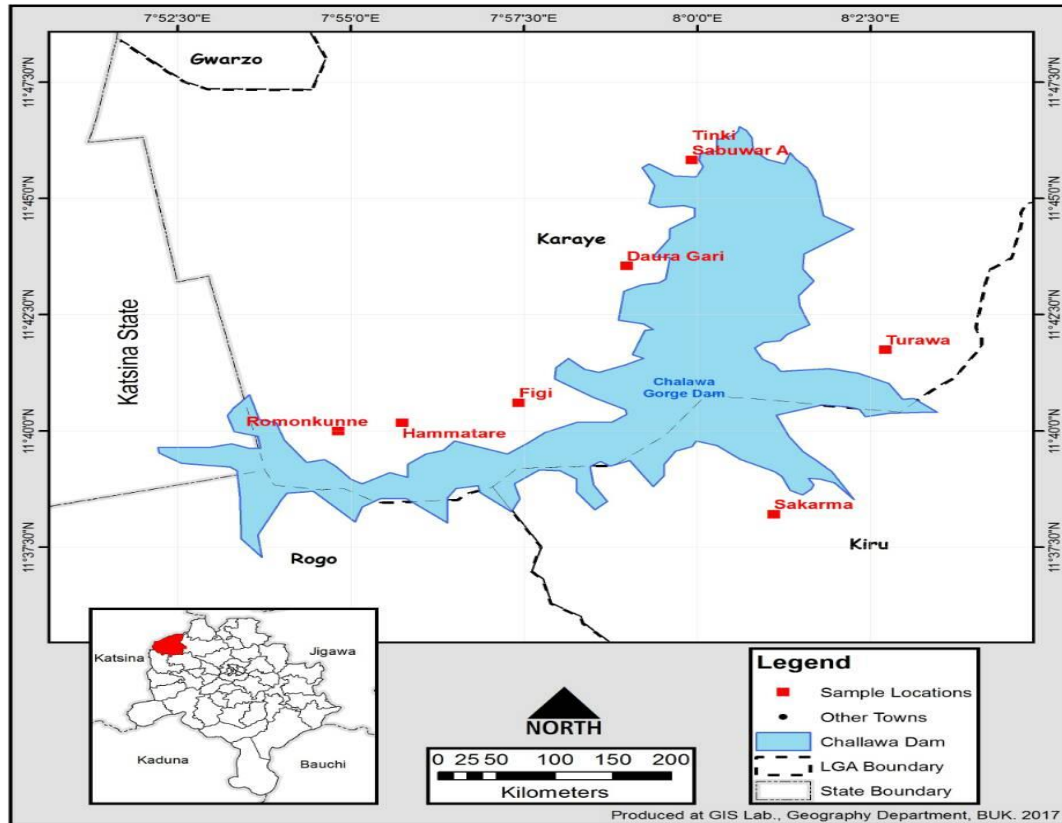 7°52'30"E 7°55'0"E 7°57'30"E 8°0'0"E 8°2'30"E
Gwarzo
11°47'30"N 11°47'30"N
Tinki
Sabuwar A
11°45'0"N 11°45'0"N
Karaye
Daura Gari
Katsina State
11°42'30"N 11°42'30"N
Turawa
Chalawa
Gorge Dam
Figi
Romonkunne
Hammatare
11°40'0"N 11°40'0"N
Sakarma
Kiru
Rogo
11°37'30"N 11°37'30"N
Katsina
Jigawa
Kaduna
Bauchi
NORTH
0 25 50 100 150 200
Kilometers
Legend
Sample Locations
Other Towns
Challawa Dam
LGA Boundary
State Boundary
Produced at GIS Lab., Geography Department, BUK. 2017